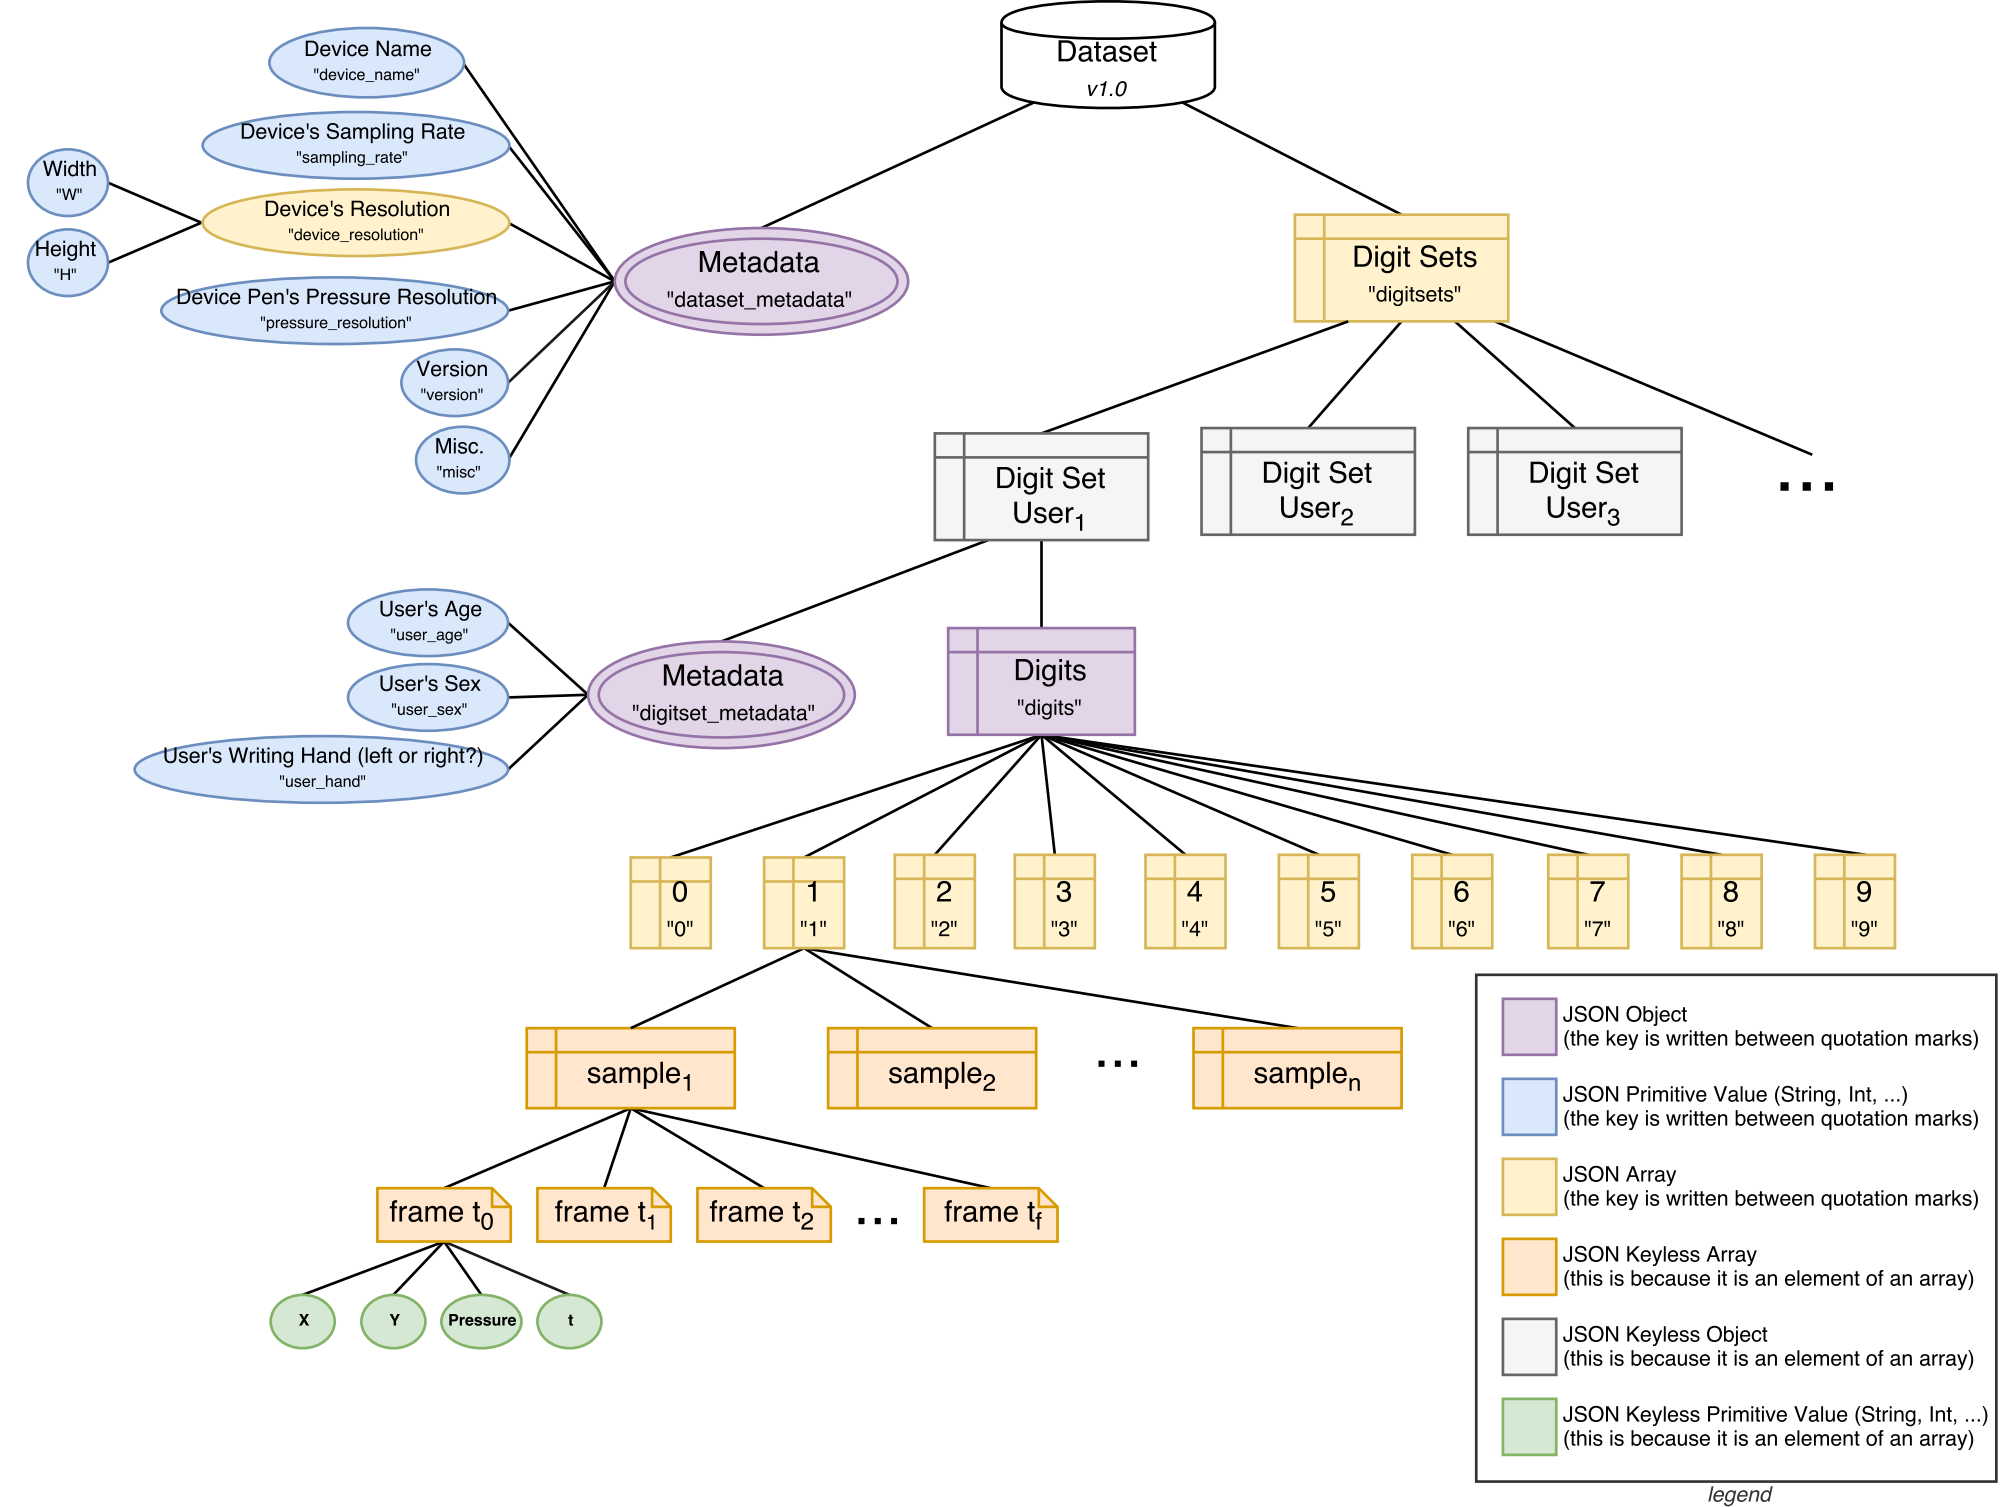 Dataset
v1.0
Device Name
"device_name"
Device's Sampling Rate
"sampling_rate"
Width
"W"
Device's Resolution
"device_resolution"
Height
"H"
Device Pen's Pressure Resolution
"pressure_resolution"
Version
"version"
Misc.
"misc"
Metadata
"dataset_metadata"
Digit Sets
"digitsets"
Digit Set
User1
Digit Set
User2
Digit Set
User3
...
User's Age
"user_age"
User's Sex
"user_sex"
User's Writing Hand (left or right?)
"user_hand"
Metadata
"digitset_metadata"
Digits
"digits"
0
"0"
1
"1"
2
"2"
3
"3"
4
"4"
5
"5"
6
"6"
7
"7"
8
"8"
9
"9"
sample1
sample2
...
samplen
frame t0
frame t1
frame t2
...
frame tf
X
Y
Pressure
t
JSON Object
(the key is written between quotation marks)
JSON Primitive Value (String, Int, ...)
(the key is written between quotation marks)
JSON Array
(the key is written between quotation marks)
JSON Keyless Array
(this is because it is an element of an array)
JSON Keyless Object
(this is because it is an element of an array)
JSON Keyless Primitive Value (String, Int, ...)
(this is because it is an element of an array)
legend